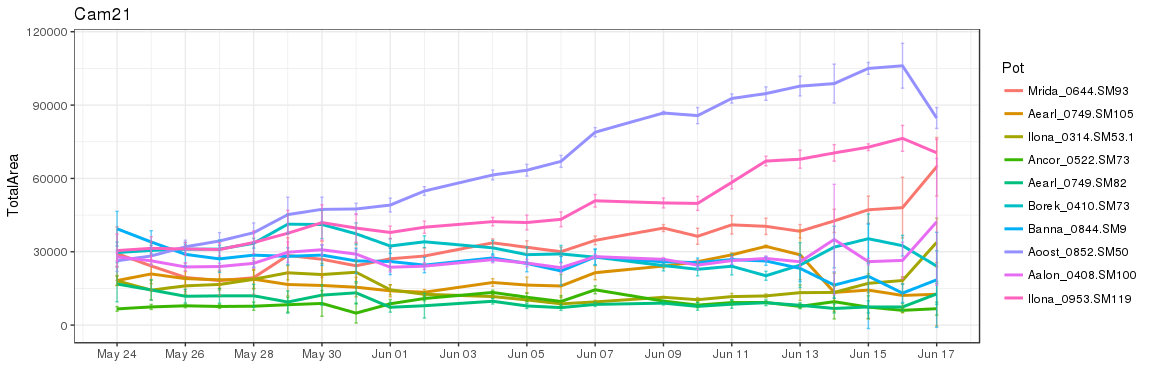 Cam21
TotalArea
120000
90000
60000
30000
0
May 24 May 26 May 28 May 30 Jun 01 Jun 03 Jun 05 Jun 07 Jun 09 Jun 11 Jun 13 Jun 15 Jun 17
Pot
Mrida_0644.SM93
Aearl_0749.SM105
Ilona_0314.SM53.1
Ancor_0522.SM73
Aearl_0749.SM82
Borek_0410.SM73
Banna_0844.SM9
Aoost_0852.SM50
Aalon_0408.SM100
Ilona_0953.SM119